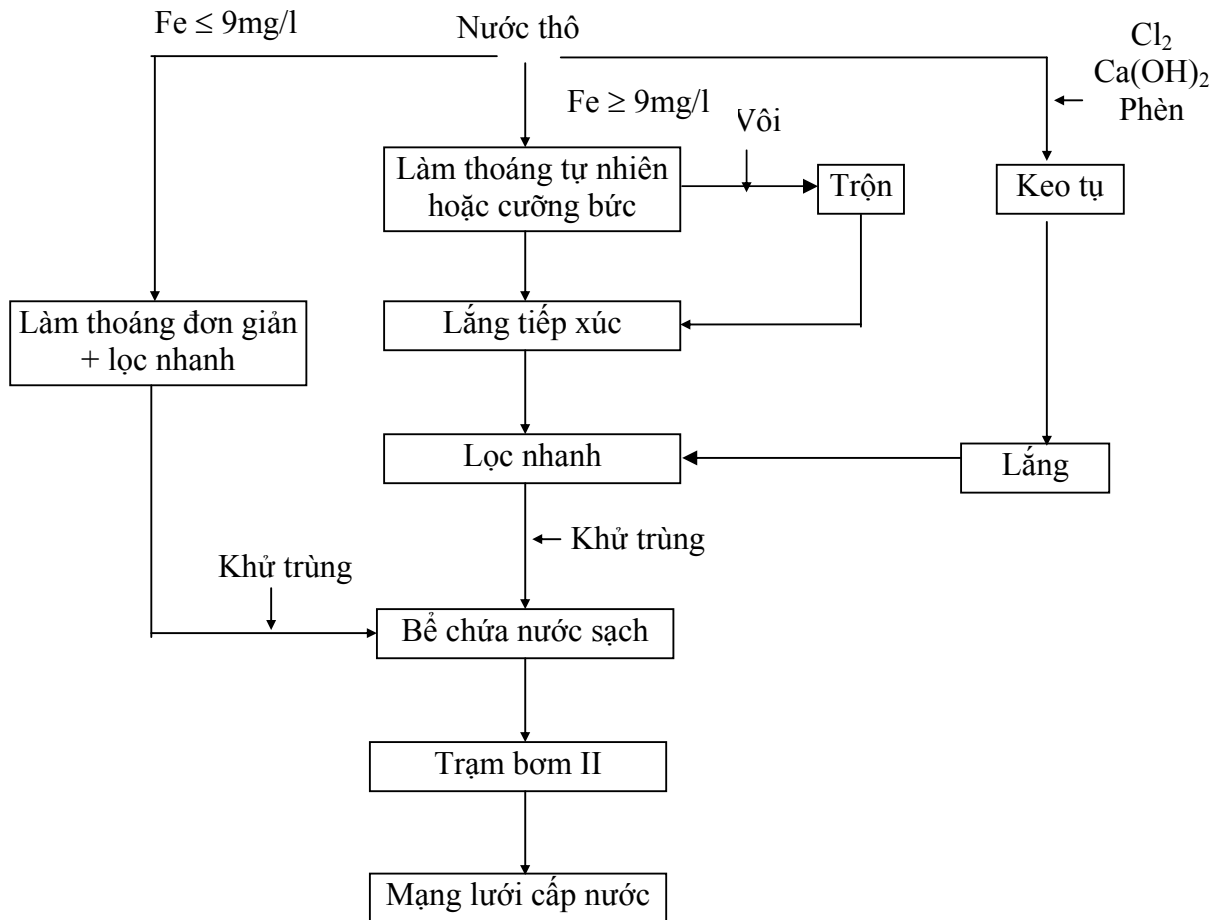 Fe ≤ 9mg/l
Nước thô
Cl₂
Ca(OH)₂
Phèn
Fe ≥ 9mg/l
Vôi
Làm thoáng tự nhiên
hoặc cưỡng bức
Trộn
Keo tụ
Làm thoáng đơn giản
+ lọc nhanh
Lắng tiếp xúc
Lọc nhanh
Lắng
Khử trùng
Khử trùng
Bể chứa nước sạch
Trạm bơm II
Mạng lưới cấp nước